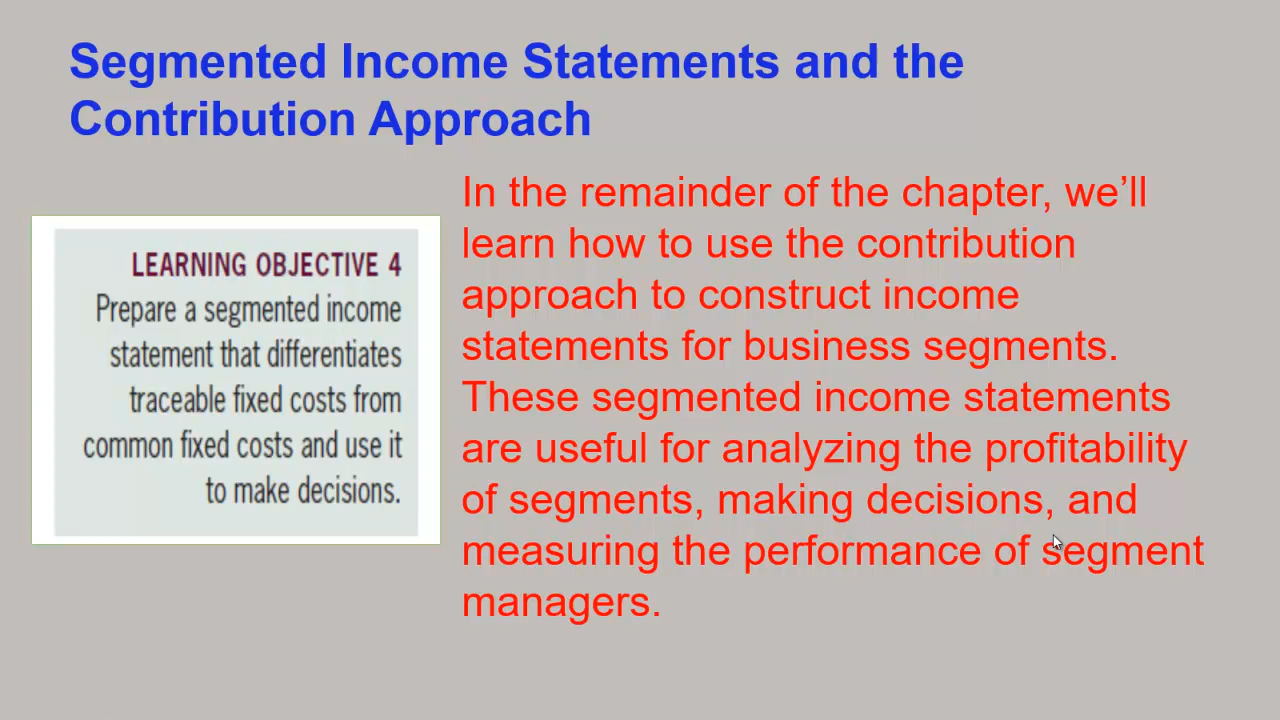 Segmented Income Statements and the
Contribution Approach
LEARNING OBJECTIVE 4
Prepare a segmented income
statement that differentiates
traceable fixed costs from
common fixed costs and use it
to make decisions.
In the remainder of the chapter, we’ll
learn how to use the contribution
approach to construct income
statements for business segments.
These segmented income statements
are useful for analyzing the profitability
of segments, making decisions, and
measuring the performance of segment
managers.